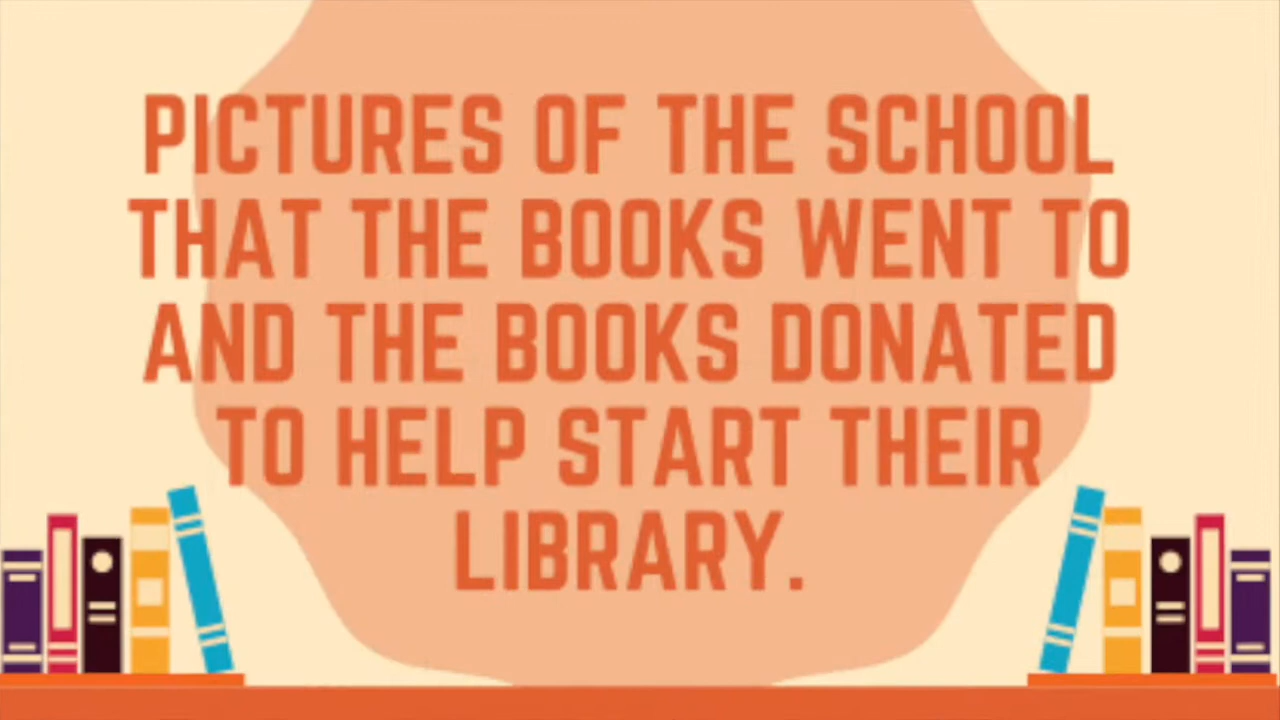 PICTURES OF THE SCHOOL
THAT THE BOOKS WENT TO
AND THE BOOKS DONATED
TO HELP START THEIR
LIBRARY.